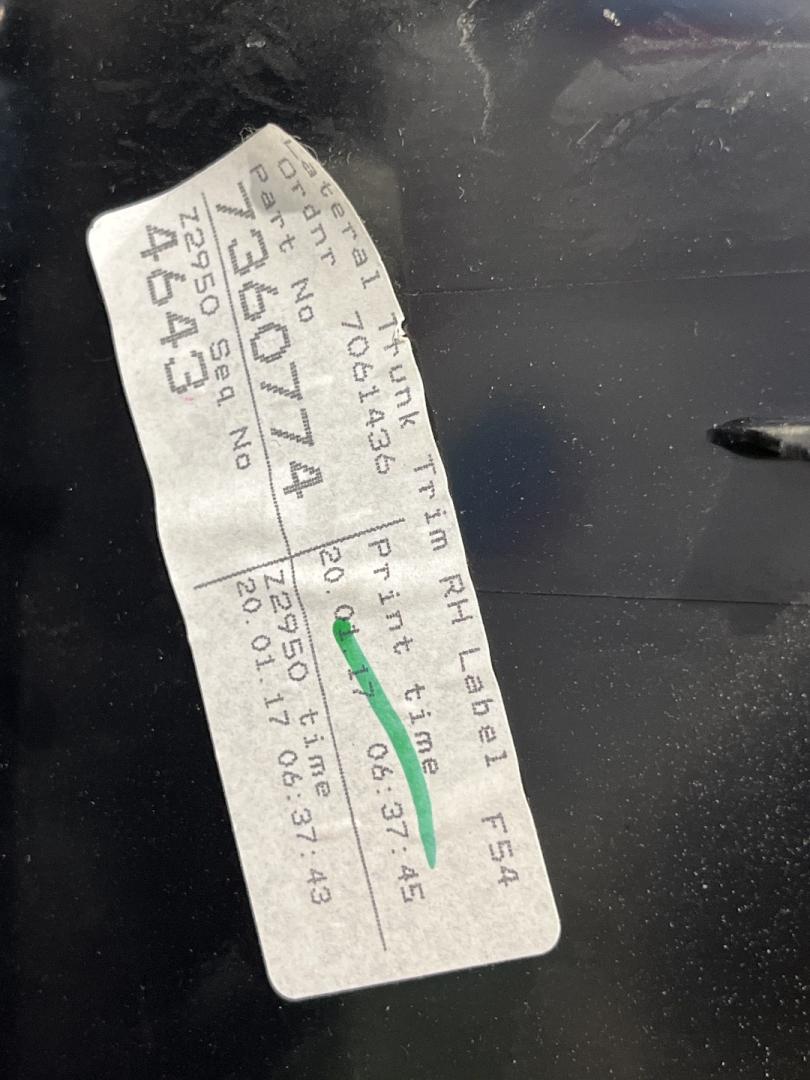 Lateral Trunk Trim RH Label F54
Ordnr 7061436
Part No
7360774
Print time
20.01.17 06:37:45
Z2950 Seq No
4643
Z2950 time
20.01.17 06:37:43